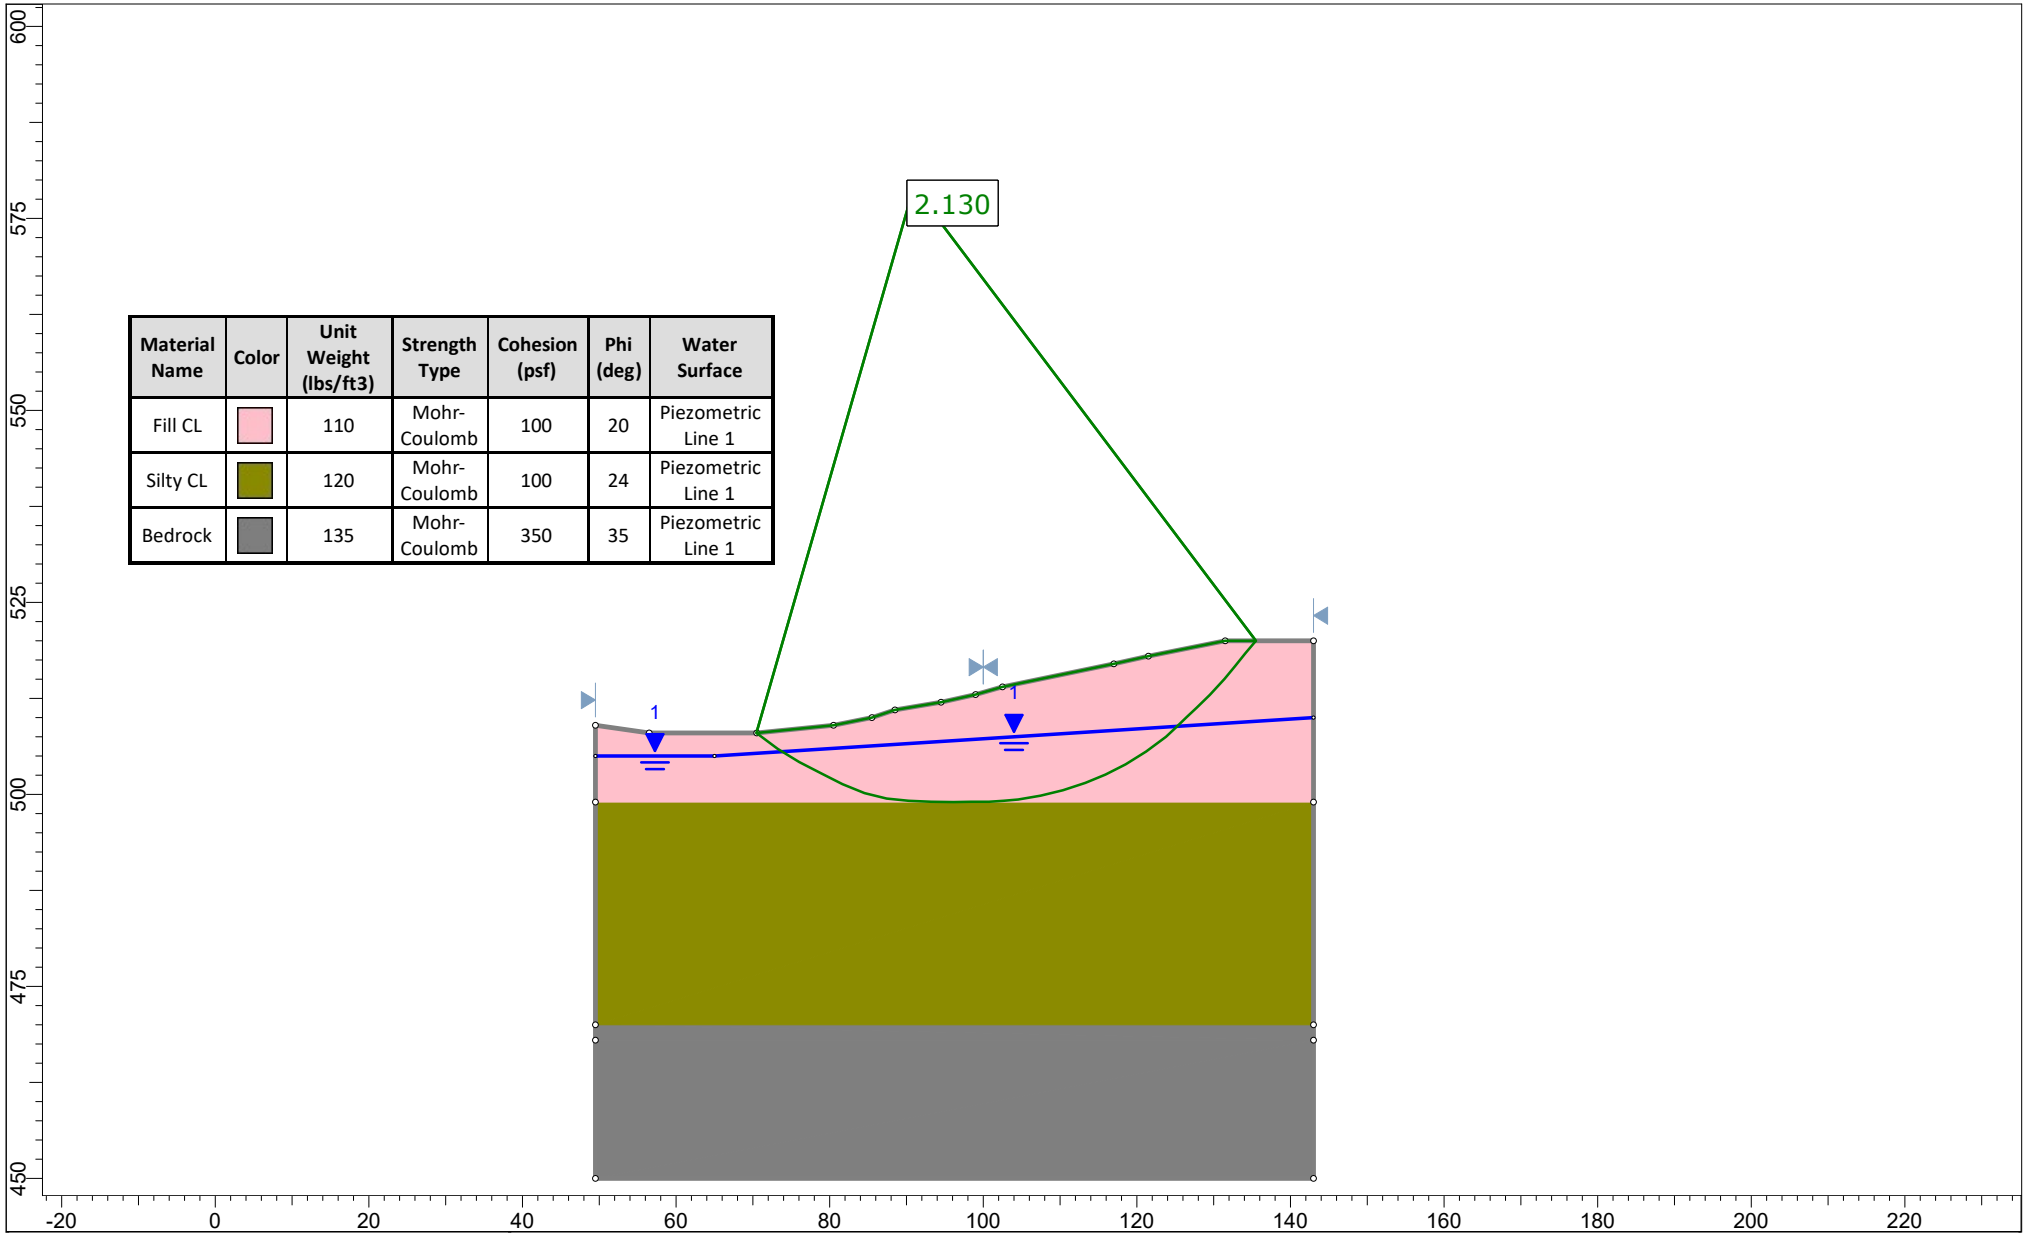 600
575
550
525
500
475
450
2.130
Material Name Color Unit Weight (lbs/ft3) Strength Type Cohesion (psf) Phi (deg) Water Surface
Fill CL 110 Mohr-Coulomb 100 20 Piezometric Line 1
Silty CL 120 Mohr-Coulomb 100 24 Piezometric Line 1
Bedrock 135 Mohr-Coulomb 350 35 Piezometric Line 1
1
1
-20 0 20 40 60 80 100 120 140 160 180 200 220